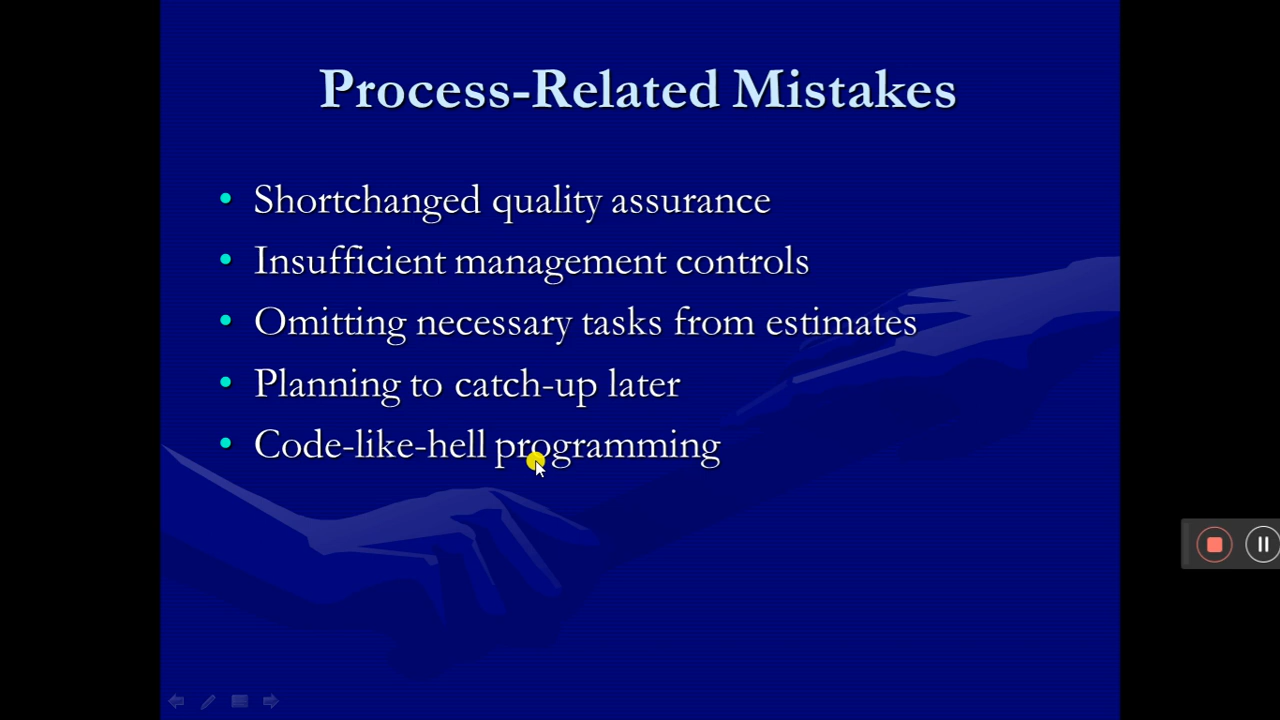 Process-Related Mistakes
• Shortchanged quality assurance
• Insufficient management controls
• Omitting necessary tasks from estimates
• Planning to catch-up later
• Code-like-hell programming